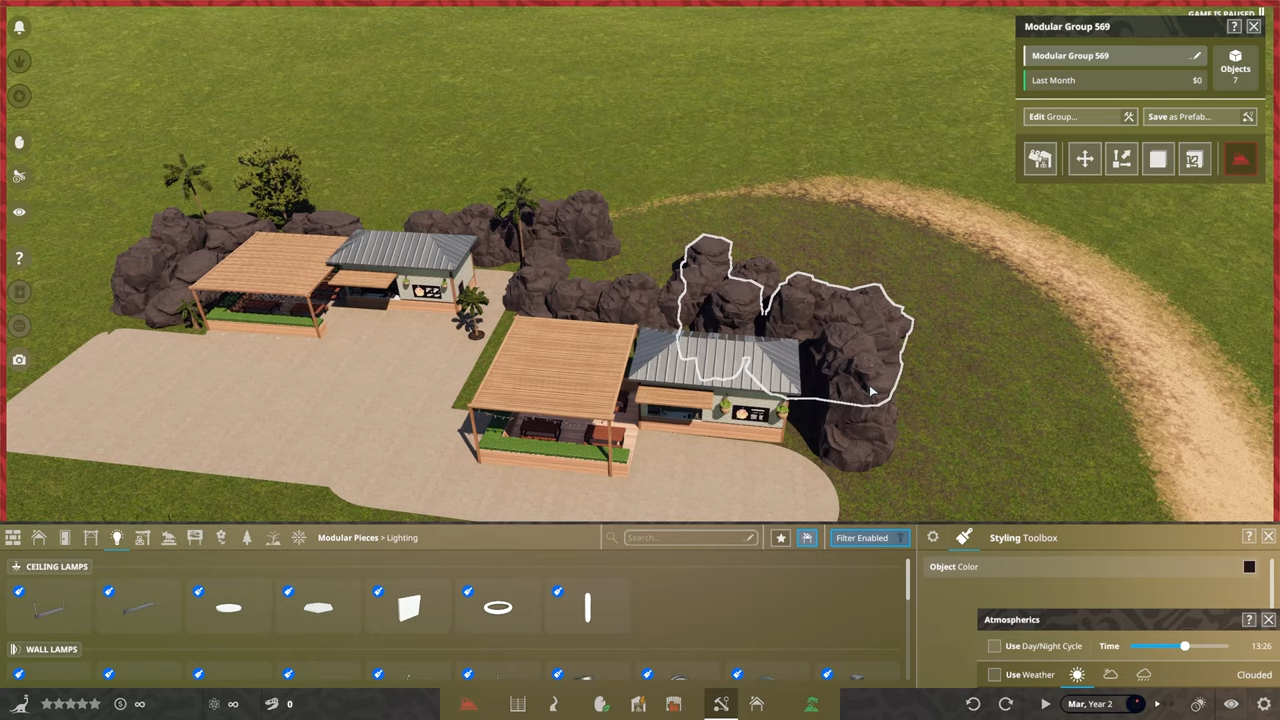 GAME IS PAUSED
Modular Group 569
Modular Group 569
Last Month $0
Objects
7
Edit Group...
Save as Prefab...
Modular Pieces > Lighting
Search...
Filter Enabled
Styling Toolbox
CEILING LAMPS
Object Color
Atmospherics
WALL LAMPS
Use Day/Night Cycle Time 13:26
Use Weather Clouded
0
Mar, Year 2